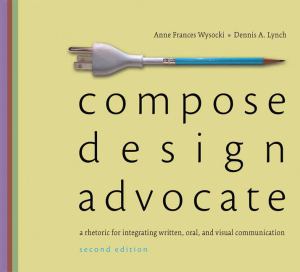 Anne Frances Wysocki • Dennis A. Lynch
compose
design
advocate
a rhetoric for integrating written, oral, and visual communication
second edition